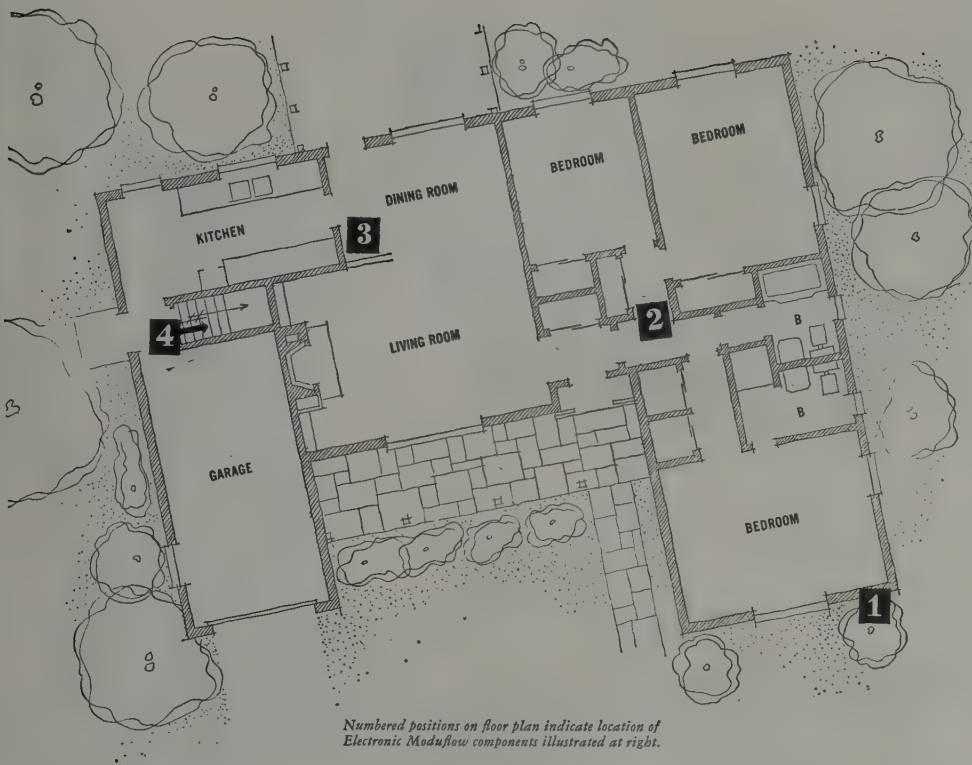 BEDROOM
BEDROOM
DINING ROOM
KITCHEN
3
4
LIVING ROOM
2
B
B
GARAGE
BEDROOM
1
Numbered positions on floor plan indicate location of
Electronic Moduflow components illustrated at right.